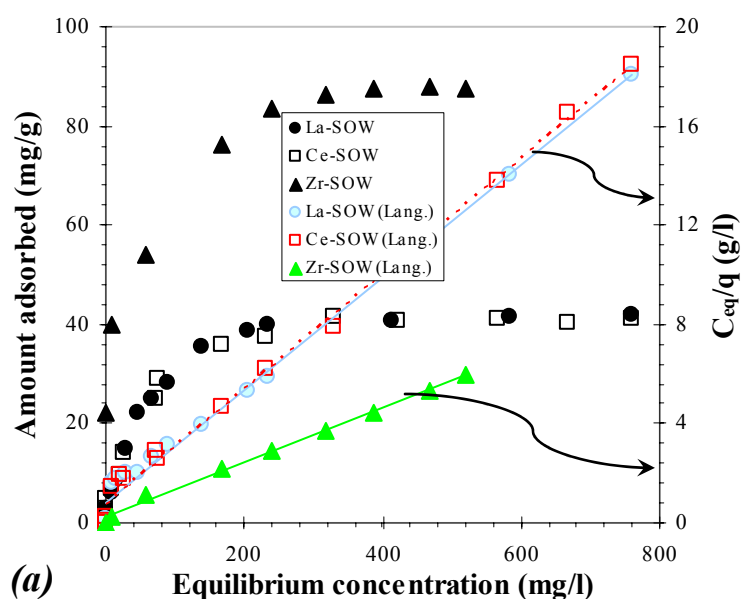 100
80
60
40
20
0
Amount adsorbed (mg/g)
La-SOW
Ce-SOW
Zr-SOW
La-SOW (Lang.)
Ce-SOW (Lang.)
Zr-SOW (Lang.)
20
16
12
8
4
0
Ceq/q (g/l)
0 200 400 600 800
(a) Equilibrium concentration (mg/l)